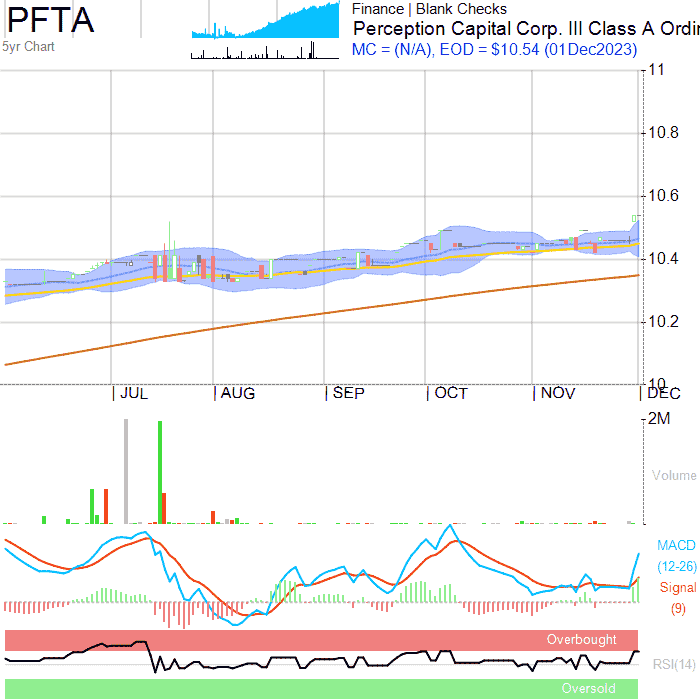 PFTA
5yr Chart
Finance | Blank Checks
Perception Capital Corp. III Class A Ordin
MC = (N/A), EOD = $10.54 (01Dec2023)
11
10.8
10.6
10.4
10.2
10
JUL AUG SEP OCT NOV DEC
2M
Volume
MACD
(12-26)
Signal
(9)
Overbought
RSI(14)
Oversold